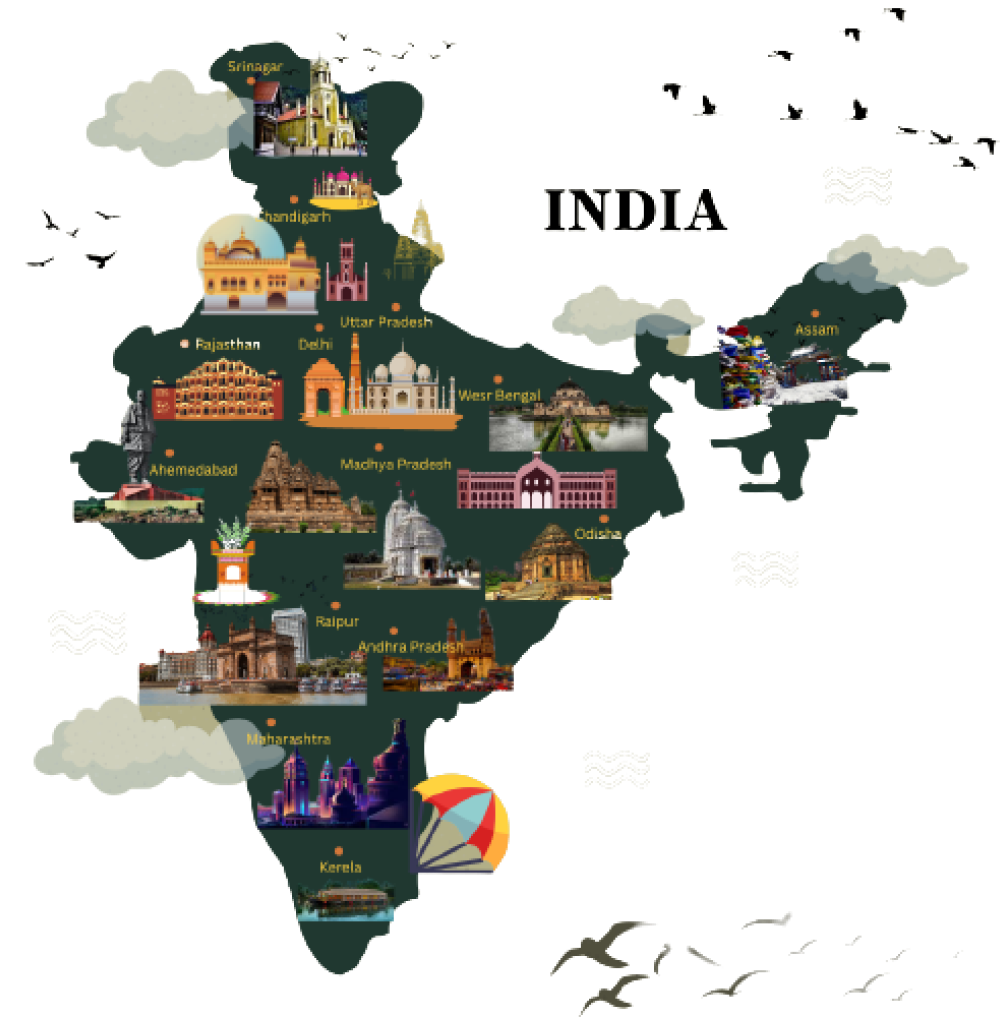 Srinagar
INDIA
Chandigarh
Assam
Uttar Pradesh
Rajasthan
Delhi
Wesr Bengal
Ahemedabad
Madhya Pradesh
Odisha
Raipur
Andhra Pradesh
Maharashtra
Kerela